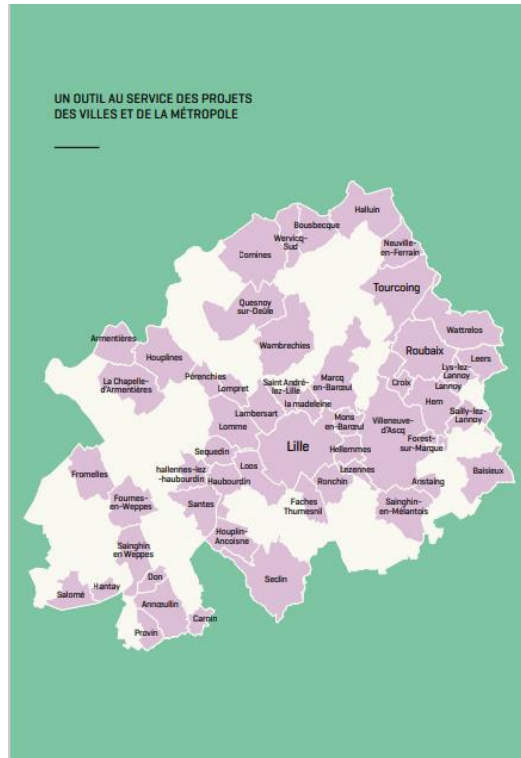 UN OUTIL AU SERVICE DES PROJETS
DES VILLES ET DE LA MÉTROPOLE
Halluin
Bousbecque
Wervicq-
Sud
Comines
Neuville-
en-Ferrain
Tourcoing
Quesnoy
sur-Deûle
Wattrelos
Armentières
Wambrechies
Houplines
Roubaix
Leers
Lys-lez-
Lannoy
Lannoy
La Chapelle-
d'Armentières
Pérenchies
Lompret
Saint André-
lez-Lille
Marcq
en-Barœul
Croix
la madeleine
Hem
Lambersart
Mons
en-Barœul
Villeneuve-
d'Ascq
Sailly-lez-
Lannoy
Lomme
Lille
Forest-
sur-Marque
Sequedin
Hellemmes
hallennes-lez
-haubourdin
Loos
Lezennes
Baisieux
Fromelles
Haubourdin
Ronchin
Anstaing
Fournes-
en-Weppes
Santes
Faches
Thumesnil
Sainghin-
en-Mélantois
Houplin-
Ancoisne
Sainghin
en Weppes
Seclin
Don
Salomé
Hantay
Annœullin
Carnin
Provin